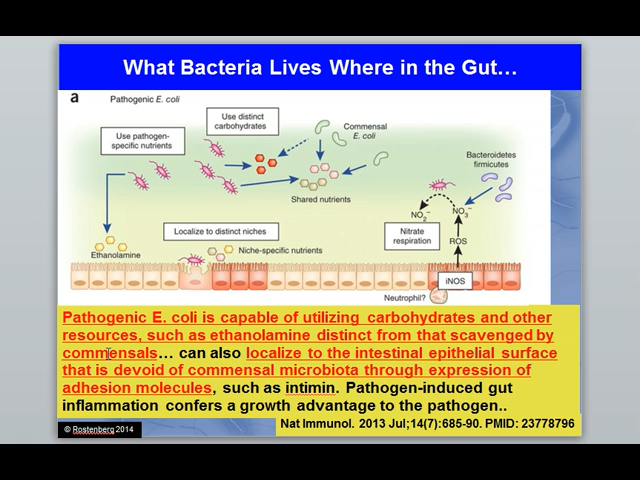 What Bacteria Lives Where in the Gut…
a
Pathogenic E. coli
Use distinct
carbohydrates
Commensal
E. coli
Use pathogen-
specific nutrients
Bacteroidetes
firmicutes
Shared nutrients
NO2–
NO3–
Localize to distinct niches
Nitrate
respiration
ROS
Niche-specific nutrients
Ethanolamine
iNOS
Neutrophil?
Pathogenic E. coli is capable of utilizing carbohydrates and other
resources, such as ethanolamine distinct from that scavenged by
commensals… can also localize to the intestinal epithelial surface
that is devoid of commensal microbiota through expression of
adhesion molecules, such as intimin. Pathogen-induced gut
inflammation confers a growth advantage to the pathogen..
© Rostenberg 2014
Nat Immunol. 2013 Jul;14(7):685-90. PMID: 23778796